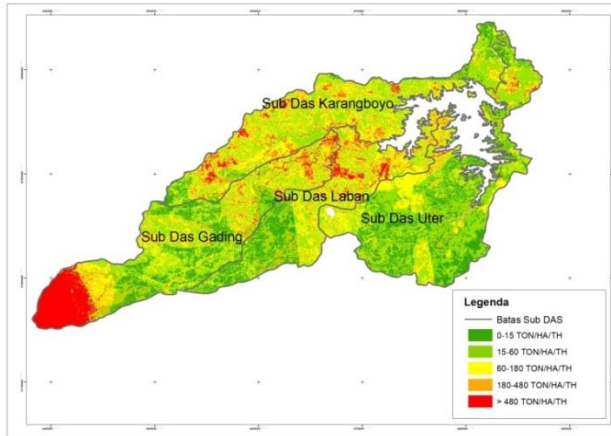 Sub Das Karangboyo
Sub Das Laban
Sub Das Uter
Sub Das Gading
Legenda
Batas Sub DAS
0-15 TON/HA/TH
15-60 TON/HA/TH
60-180 TON/HA/TH
180-480 TON/HA/TH
> 480 TON/HA/TH